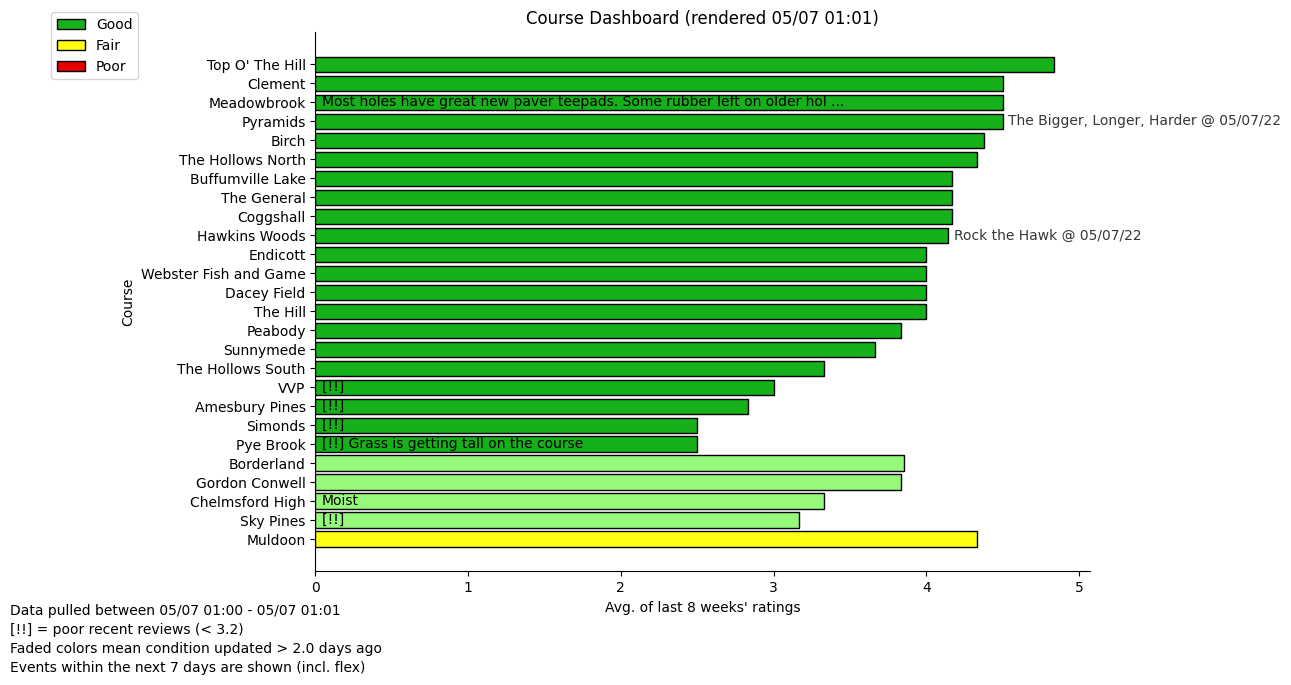 Good
Fair
Poor
Course Dashboard (rendered 05/07 01:01)
Course
Top O' The Hill
Clement
Meadowbrook Most holes have great new paver teepads. Some rubber left on older hol ...
Pyramids The Bigger, Longer, Harder @ 05/07/22
Birch
The Hollows North
Buffumville Lake
The General
Coggshall
Hawkins Woods Rock the Hawk @ 05/07/22
Endicott
Webster Fish and Game
Dacey Field
The Hill
Peabody
Sunnymede
The Hollows South
VVP [!!]
Amesbury Pines [!!]
Simonds [!!]
Pye Brook [!!] Grass is getting tall on the course
Borderland
Gordon Conwell
Chelmsford High Moist
Sky Pines [!!]
Muldoon
0 1 2 3 4 5
Avg. of last 8 weeks' ratings
Data pulled between 05/07 01:00 - 05/07 01:01
[!!] = poor recent reviews (< 3.2)
Faded colors mean condition updated > 2.0 days ago
Events within the next 7 days are shown (incl. flex)